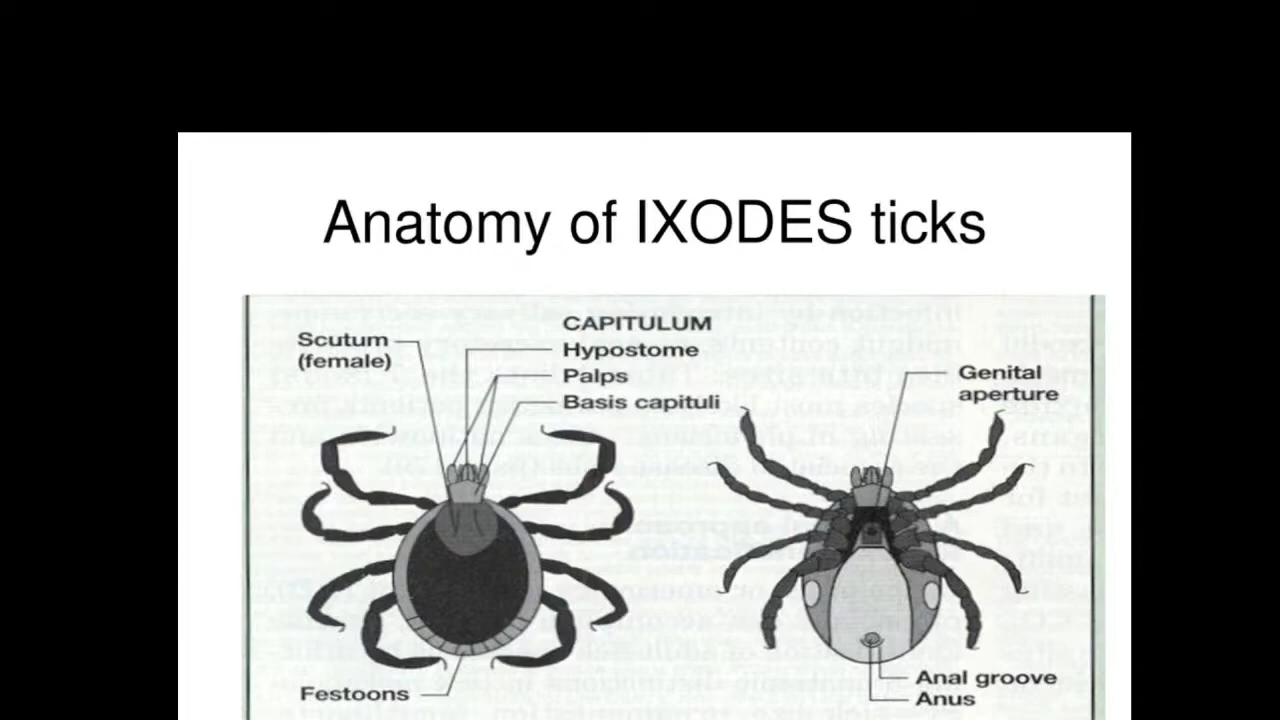 Anatomy of IXODES ticks
Scutum
(female)
CAPITULUM
Hypostome
Palps
Basis capituli
Genital
aperture
Festoons
Anal groove
Anus